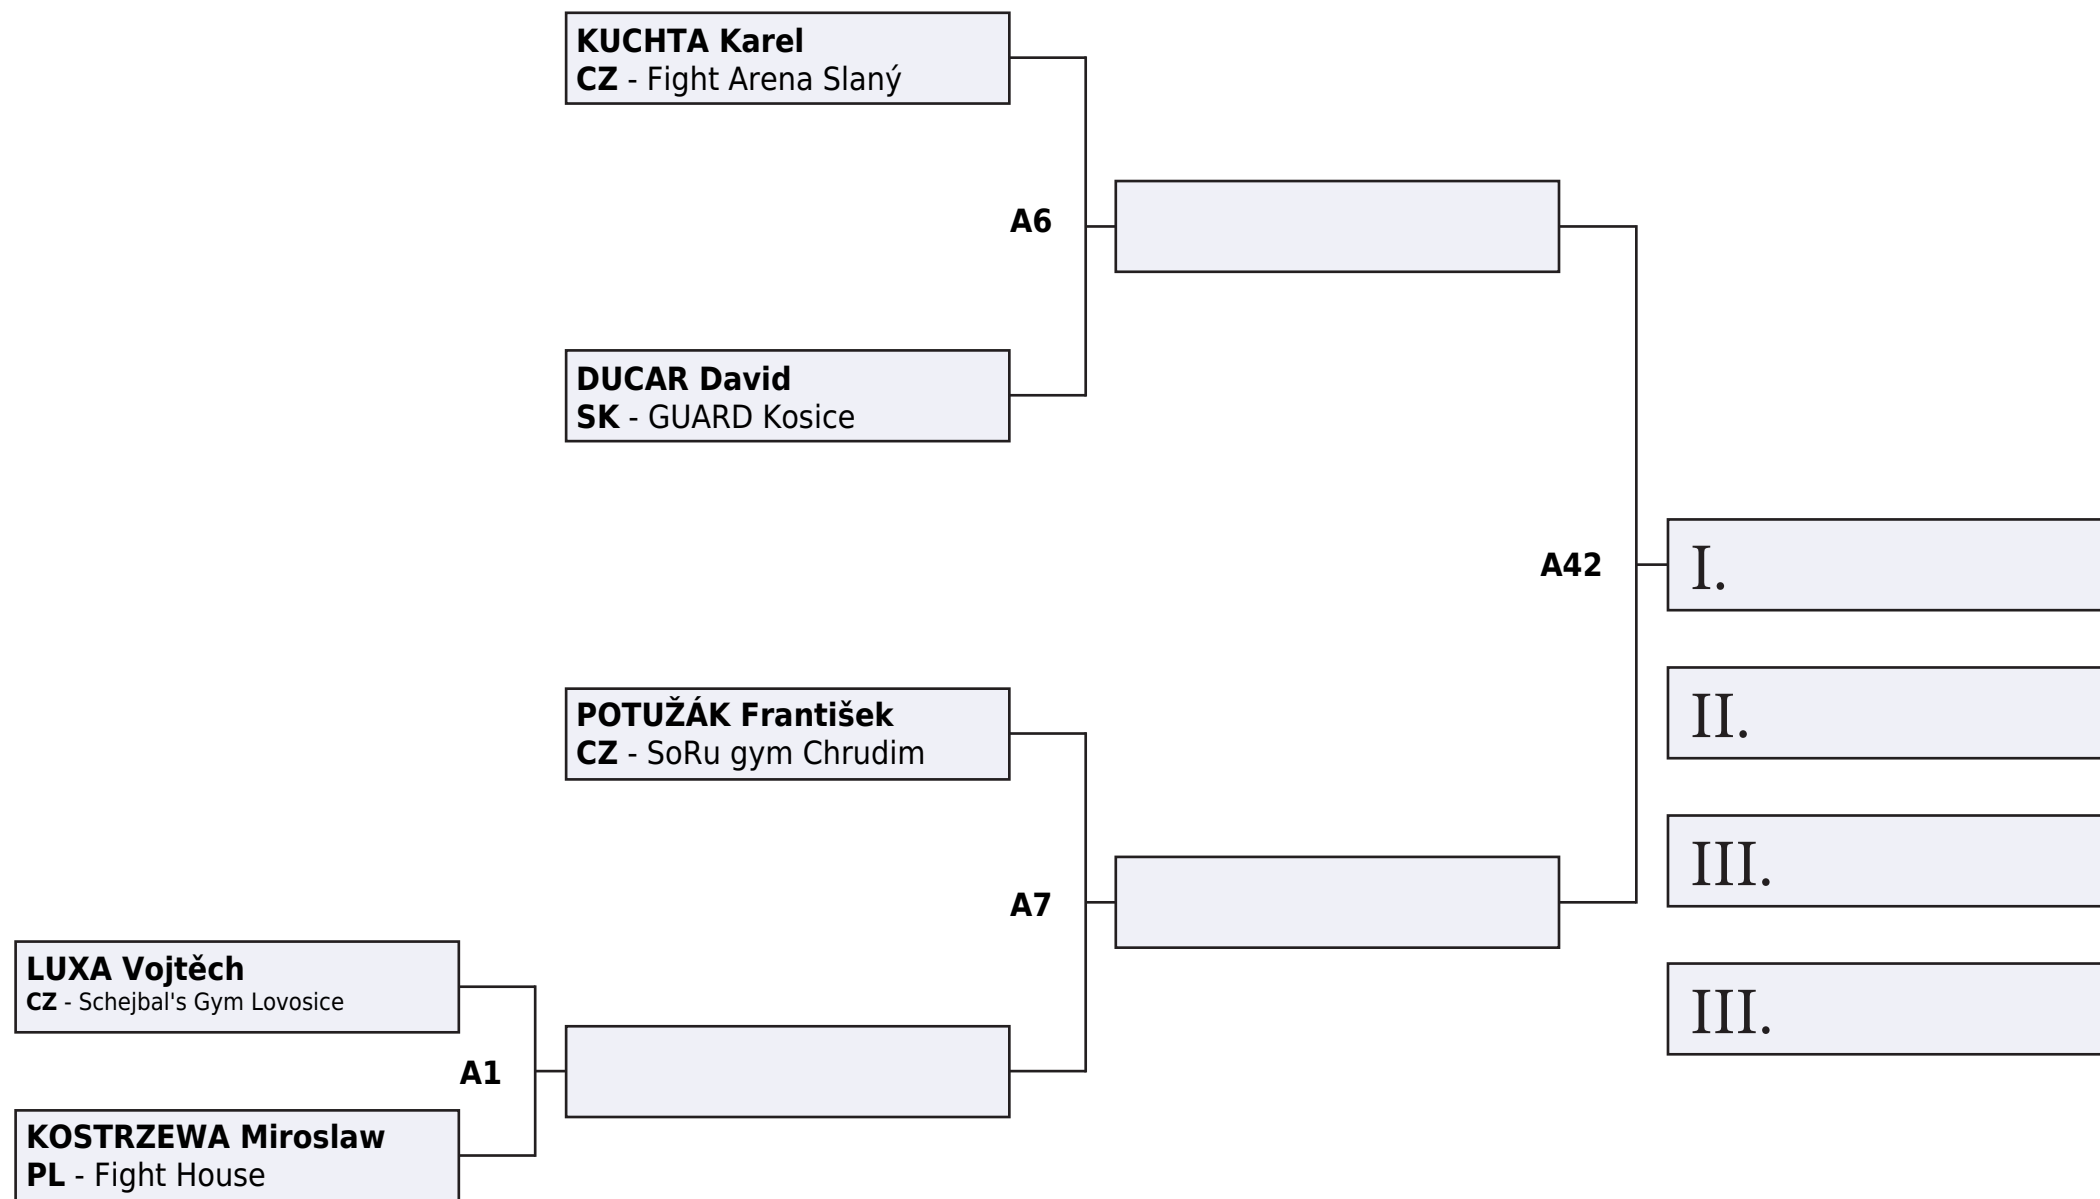 KUCHTA Karel
CZ - Fight Arena Slaný
A6
DUCAR David
SK - GUARD Kosice
A42
I.
II.
POTUŽÁK František
CZ - SoRu gym Chrudim
III.
A7
LUXA Vojtěch
CZ - Schejbal's Gym Lovosice
III.
A1
KOSTRZEWA Miroslaw
PL - Fight House